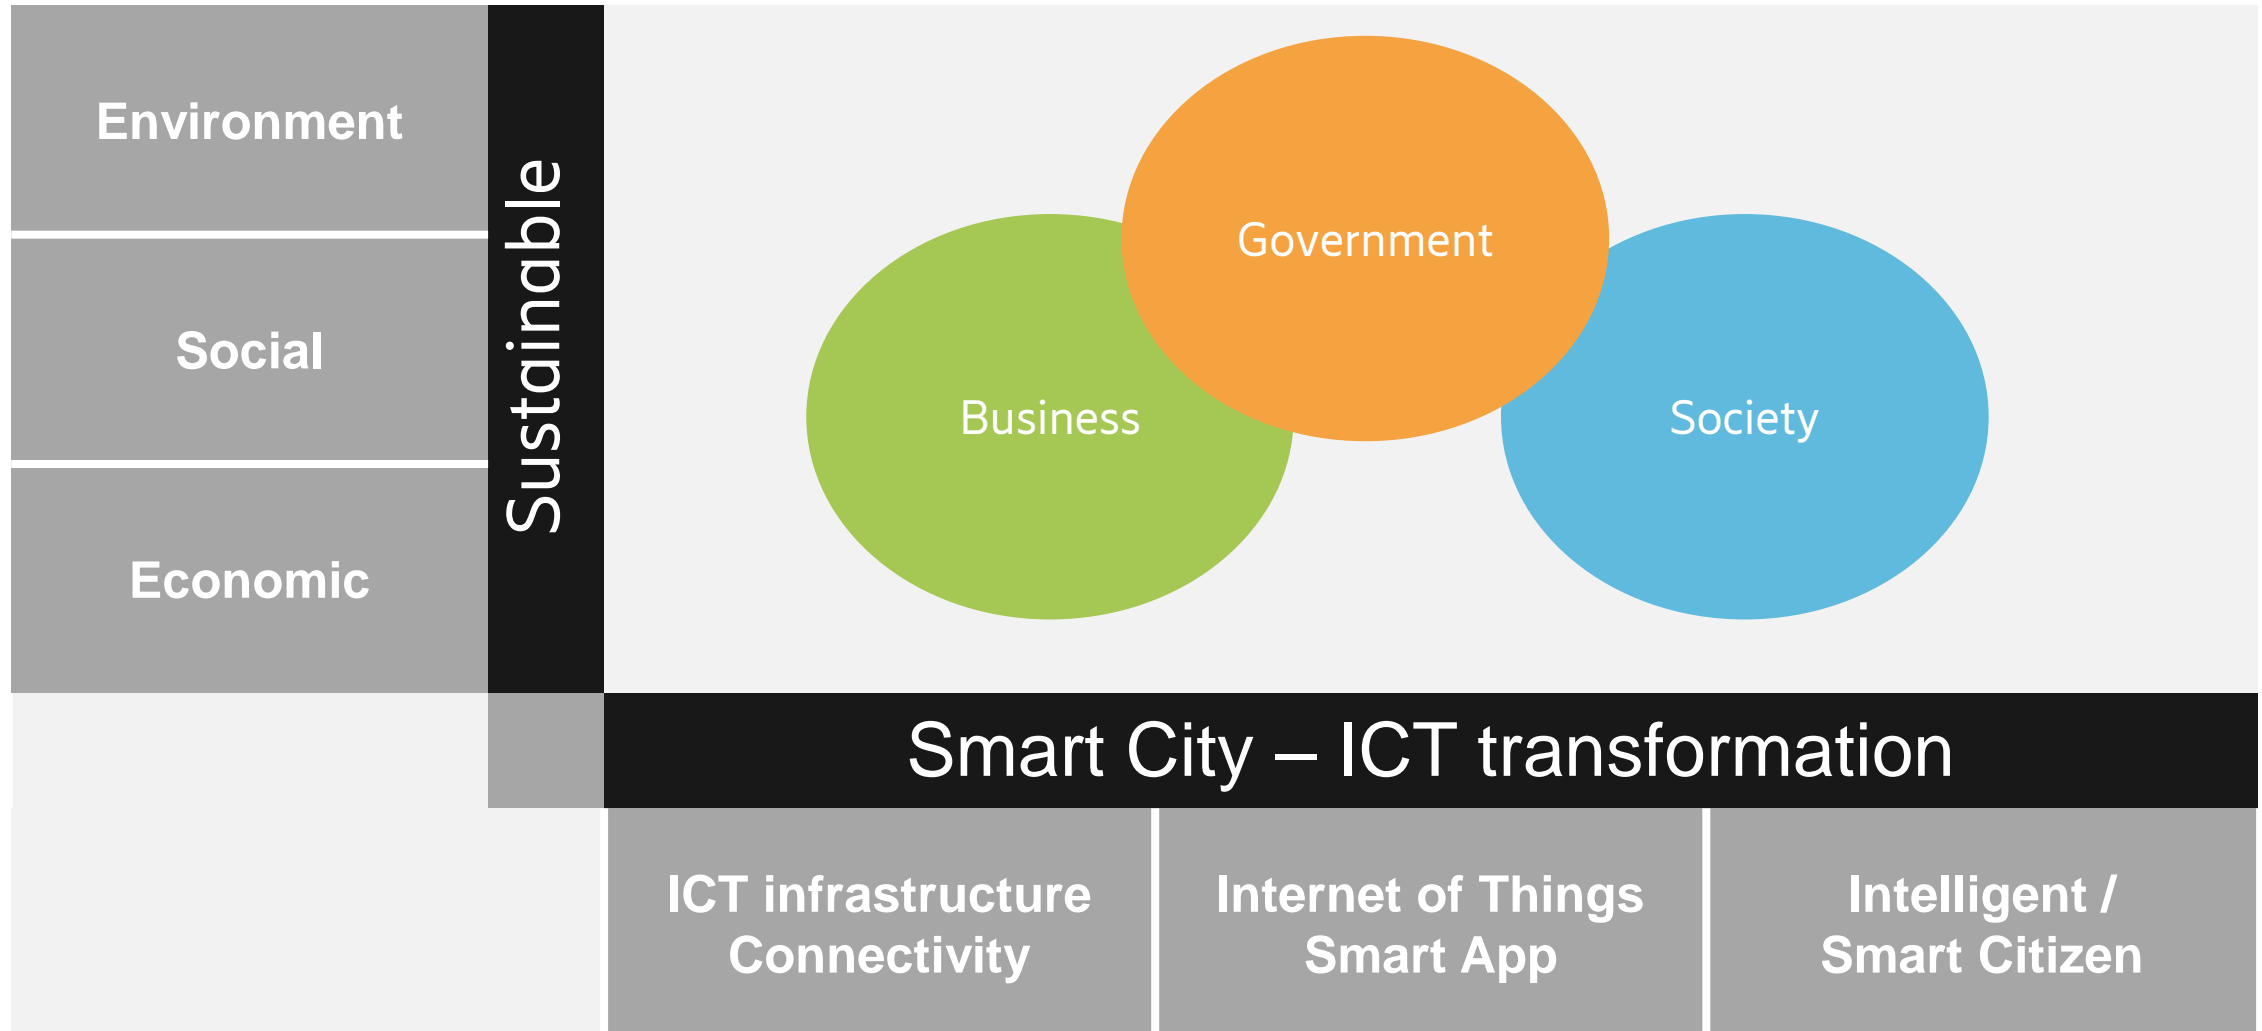 Environment
Social
Economic
Sustainable
Government
Business
Society
Smart City – ICT transformation
ICT infrastructure
Connectivity
Internet of Things
Smart App
Intelligent /
Smart Citizen